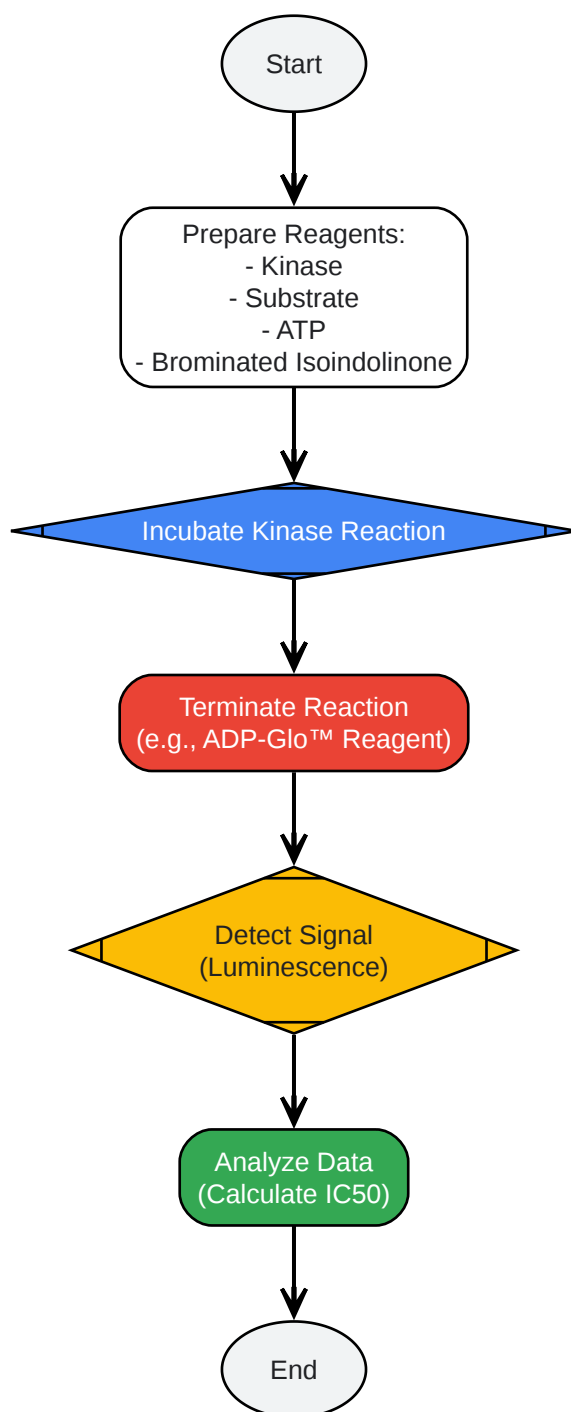 Start
Prepare Reagents:
- Kinase
- Substrate
- ATP
- Brominated Isoindolinone
Incubate Kinase Reaction
Terminate Reaction
(e.g., ADP-Glo™ Reagent)
Detect Signal
(Luminescence)
Analyze Data
(Calculate IC50)
End